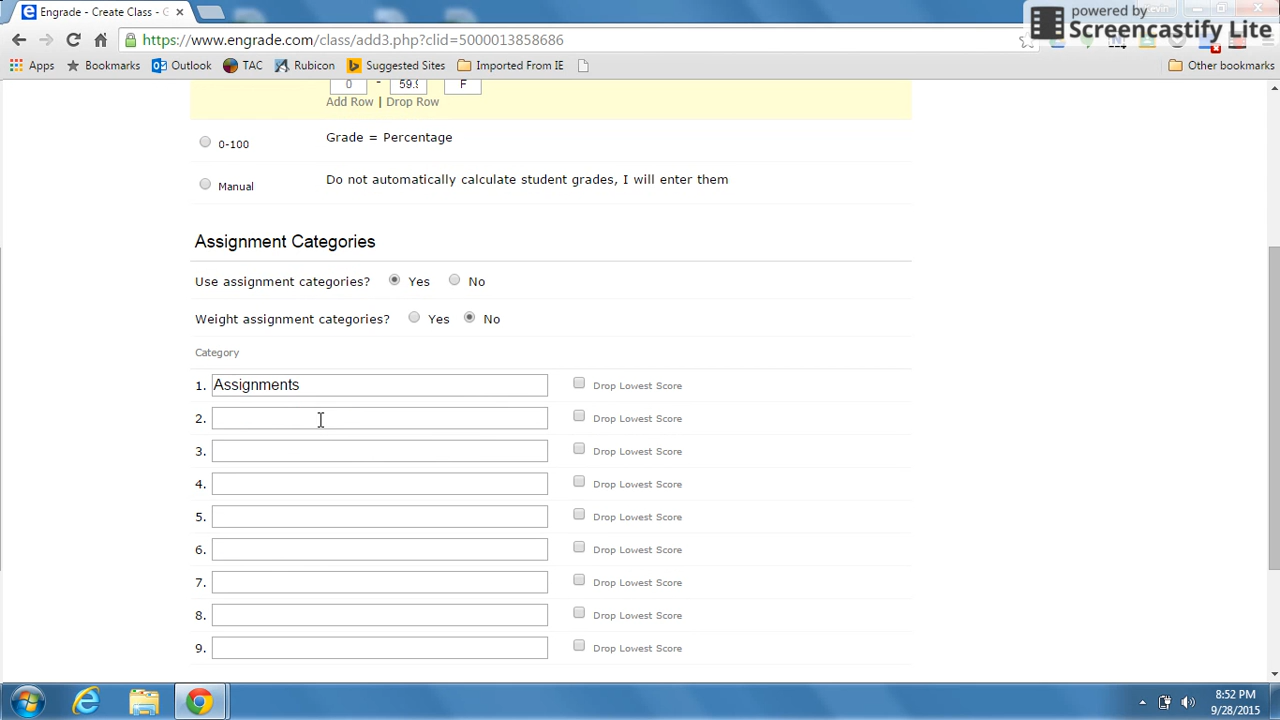 Engrade - Create Class - G
powered by
Screencastify Lite
https://www.engrade.com/
Apps Bookmarks Outlook TAC Rubicon Suggested Sites Imported From IE Other bookmarks
0 - 59.9 F
Add Row | Drop Row
0-100 Grade = Percentage
Manual Do not automatically calculate student grades, I will enter them
Assignment Categories
Use assignment categories? Yes No
Weight assignment categories? Yes No
Category
1. Assignments Drop Lowest Score
2. Drop Lowest Score
3. Drop Lowest Score
4. Drop Lowest Score
5. Drop Lowest Score
6. Drop Lowest Score
7. Drop Lowest Score
8. Drop Lowest Score
9. Drop Lowest Score
8:52 PM
9/28/2015